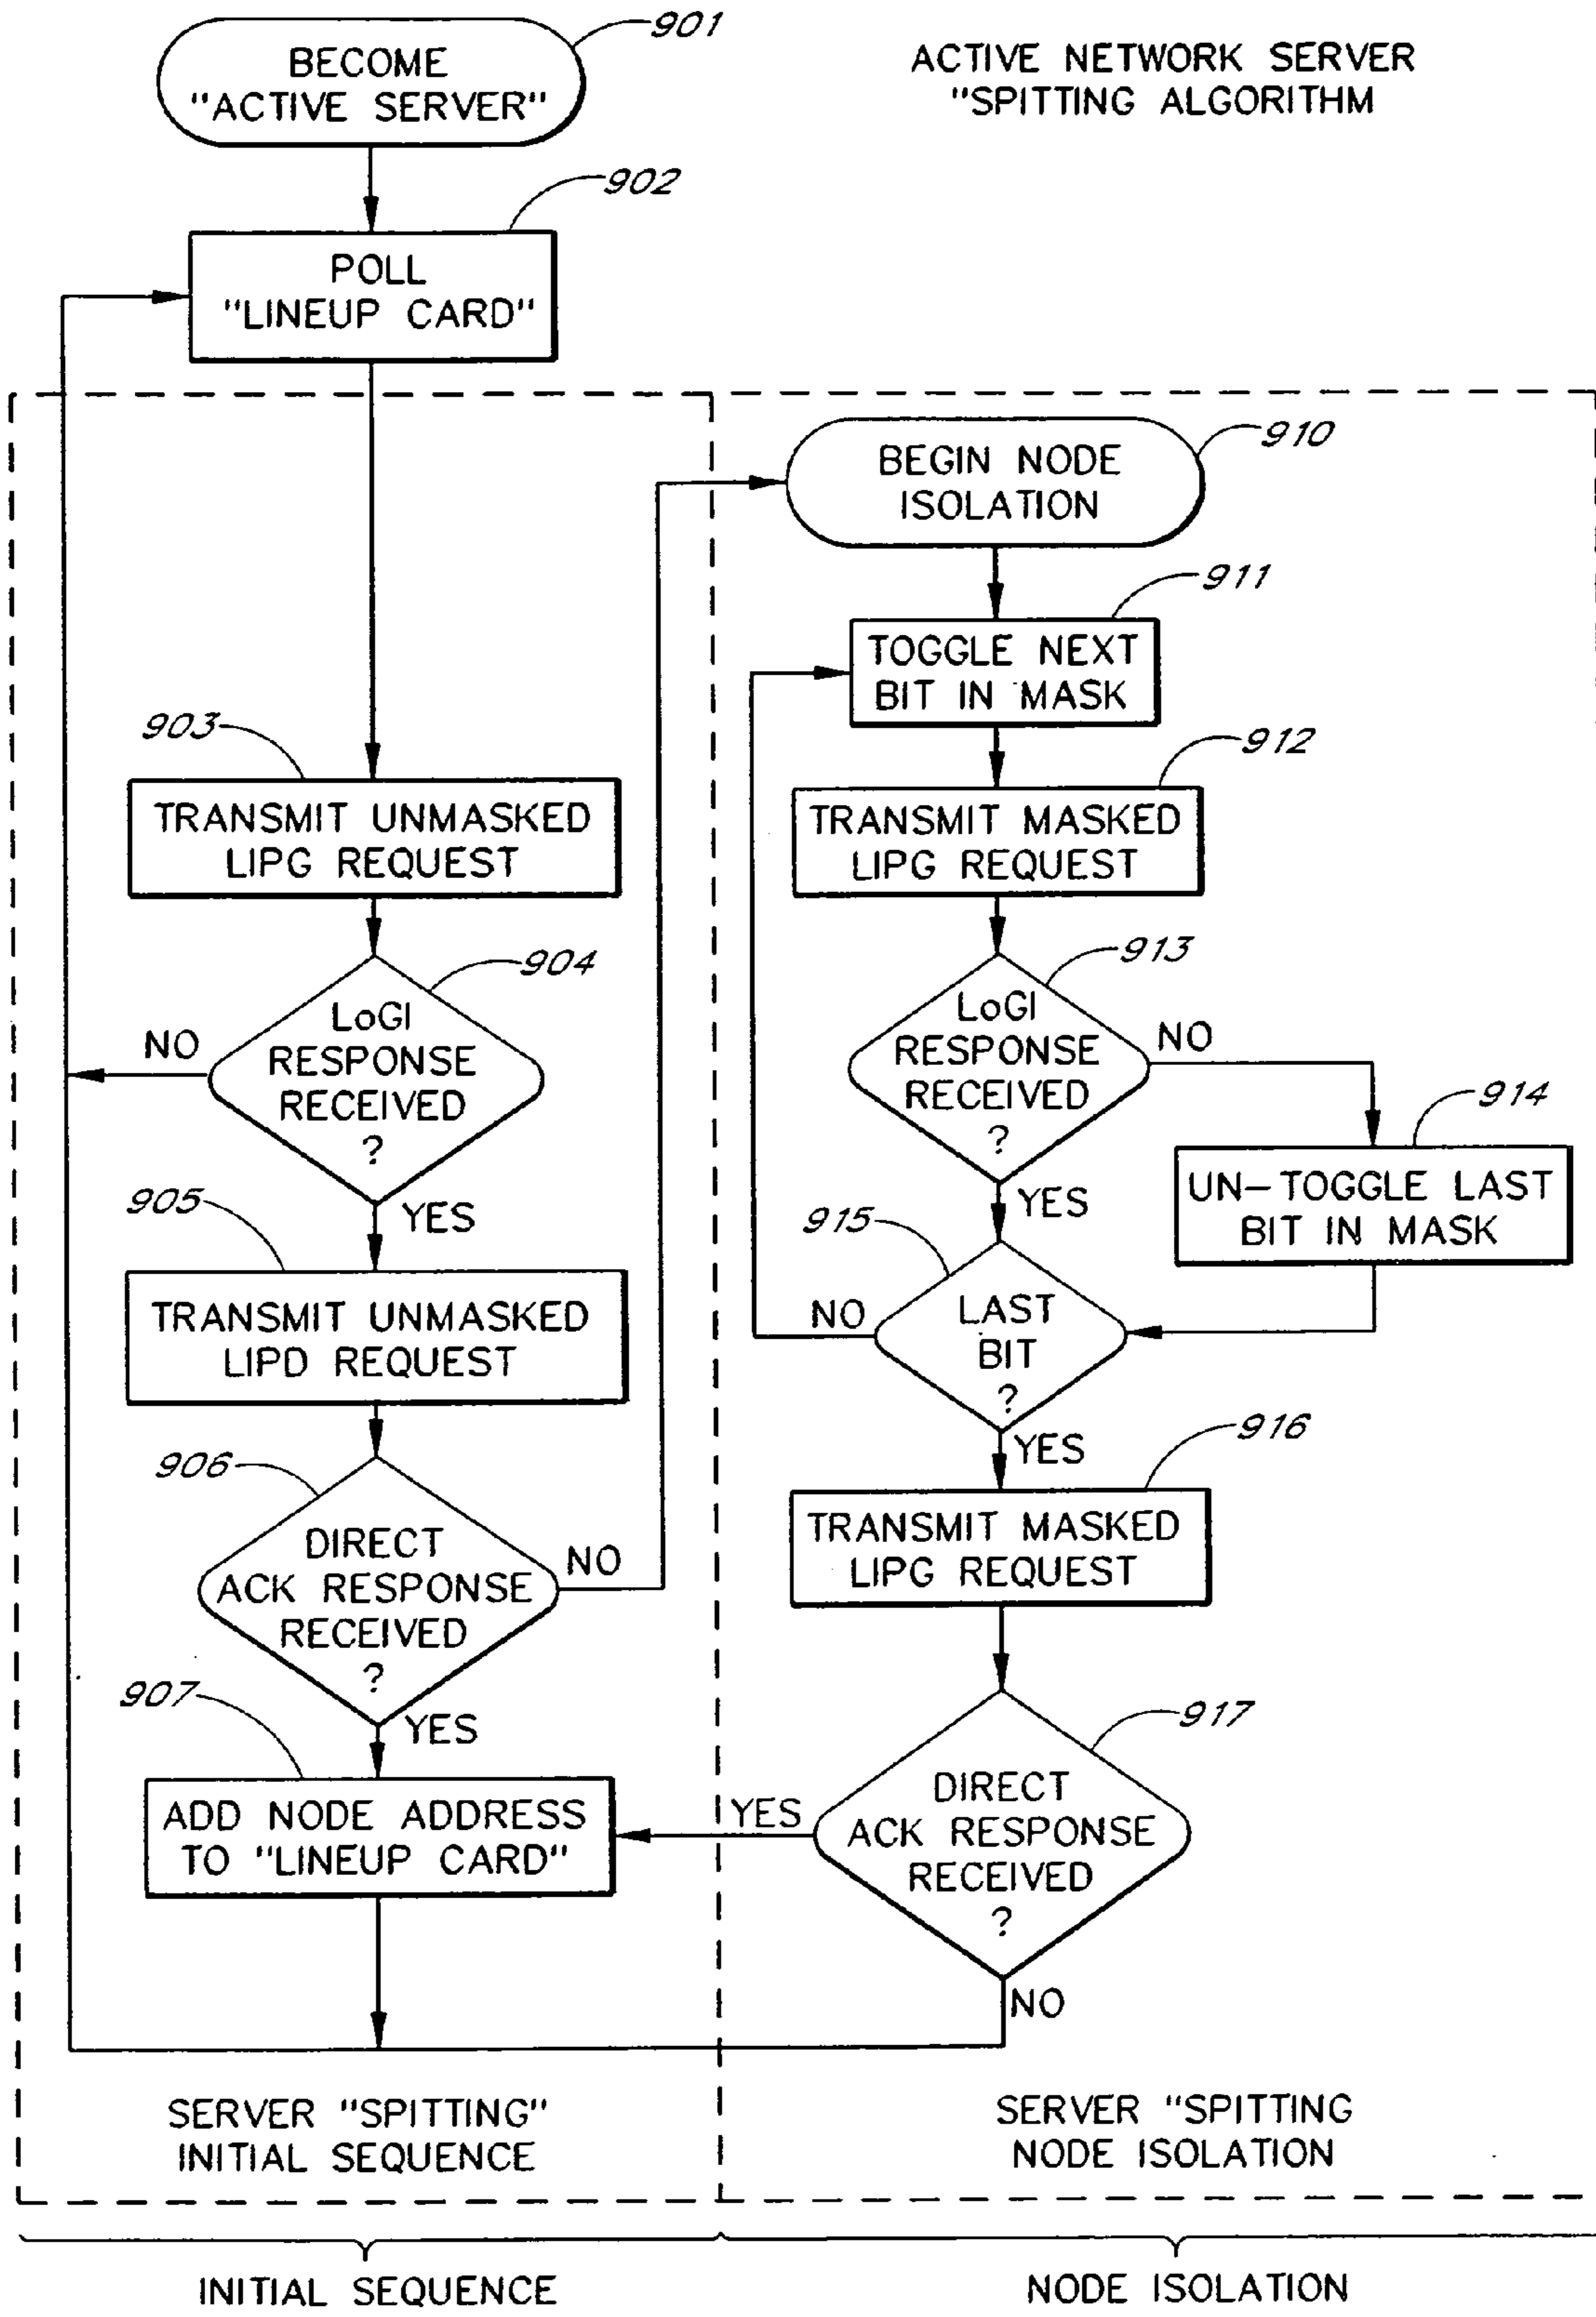 901
BECOME
"ACTIVE SERVER"
ACTIVE NETWORK SERVER
"SPITTING ALGORITHM
902
POLL
"LINEUP CARD"
903
TRANSMIT UNMASKED
LIPG REQUEST
904
LoGI
RESPONSE
RECEIVED
?
NO
YES
905
TRANSMIT UNMASKED
LIPD REQUEST
906
DIRECT
ACK RESPONSE
RECEIVED
?
NO
YES
907
ADD NODE ADDRESS
TO "LINEUP CARD"
SERVER "SPITTING"
INITIAL SEQUENCE
910
BEGIN NODE
ISOLATION
911
TOGGLE NEXT
BIT IN MASK
912
TRANSMIT MASKED
LIPG REQUEST
913
LoGI
RESPONSE
RECEIVED
?
NO
YES
914
UN-TOGGLE LAST
BIT IN MASK
915
LAST
BIT
?
NO
YES
916
TRANSMIT MASKED
LIPG REQUEST
917
DIRECT
ACK RESPONSE
RECEIVED
?
YES
NO
SERVER "SPITTING
NODE ISOLATION
INITIAL SEQUENCE
NODE ISOLATION